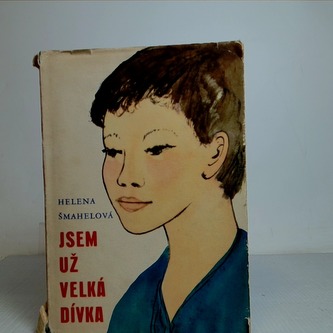 HELENA
ŠMAHELOVÁ
JSEM
UŽ
VELKÁ
DÍVKA